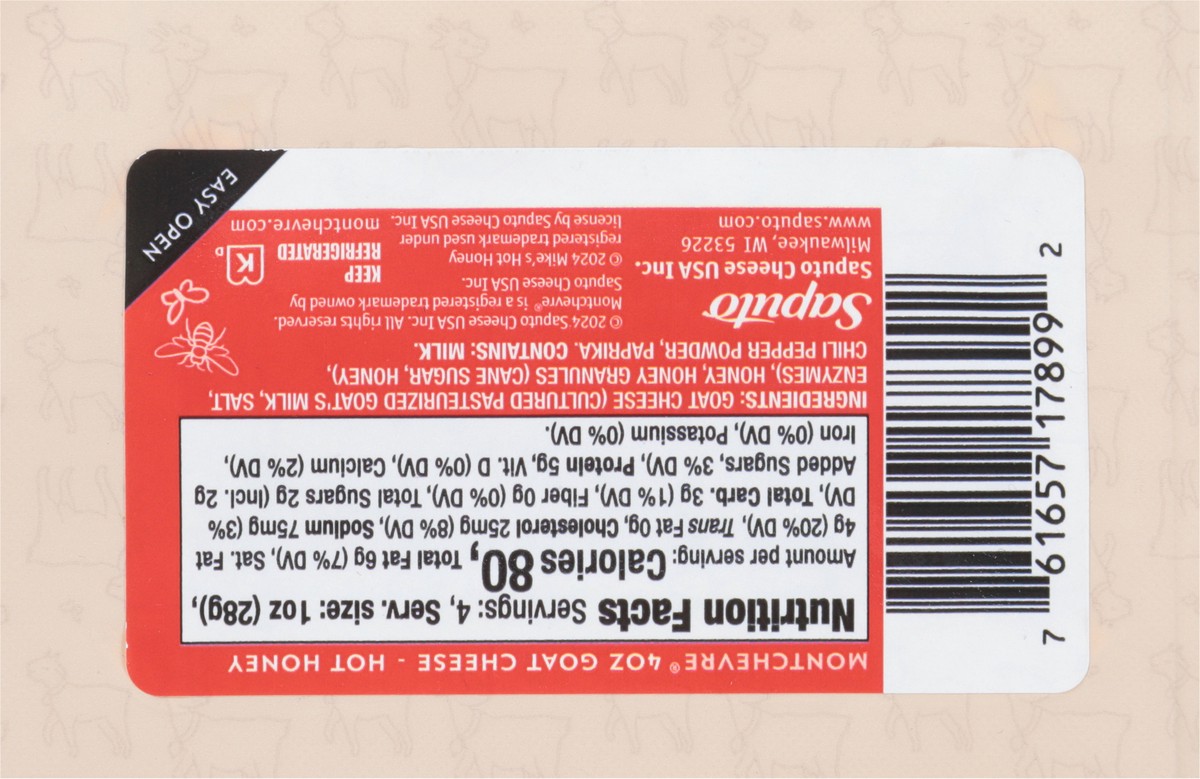 MONTCHEVRE® 4OZ GOAT CHEESE - HOT HONEY
Nutrition Facts Servings: 4, Serv. size: 1oz (28g),
Amount per serving: Calories 80, Total Fat 6g (7% DV), Sat. Fat
4g (20% DV), Trans Fat 0g, Cholesterol 25mg (8% DV), Sodium 75mg (3%
DV), Total Carb. 3g (1% DV), Fiber 0g (0% DV), Total Sugars 2g (Incl. 2g
Added Sugars, 3% DV), Protein 5g, Vit. D (0% DV), Calcium (2% DV),
Iron (0% DV), Potassium (0% DV).
INGREDIENTS: GOAT CHEESE (CULTURED PASTEURIZED GOAT'S MILK, SALT,
ENZYMES), HONEY, HONEY GRANULES (CANE SUGAR, HONEY),
CHILI PEPPER POWDER, PAPRIKA. CONTAINS: MILK.
Saputo
Saputo Cheese USA Inc.
Milwaukee, WI 53226
www.saputo.com
© 2024 Saputo Cheese USA Inc. All rights reserved.
Montchevre® is a registered trademark owned by
Saputo Cheese USA Inc.
© 2024 Mike's Hot Honey
registered trademark used under
license by Saputo Cheese USA Inc.
KEEP
REFRIGERATED
K D
montchevre.com
EASY OPEN
7 61657 17899 2